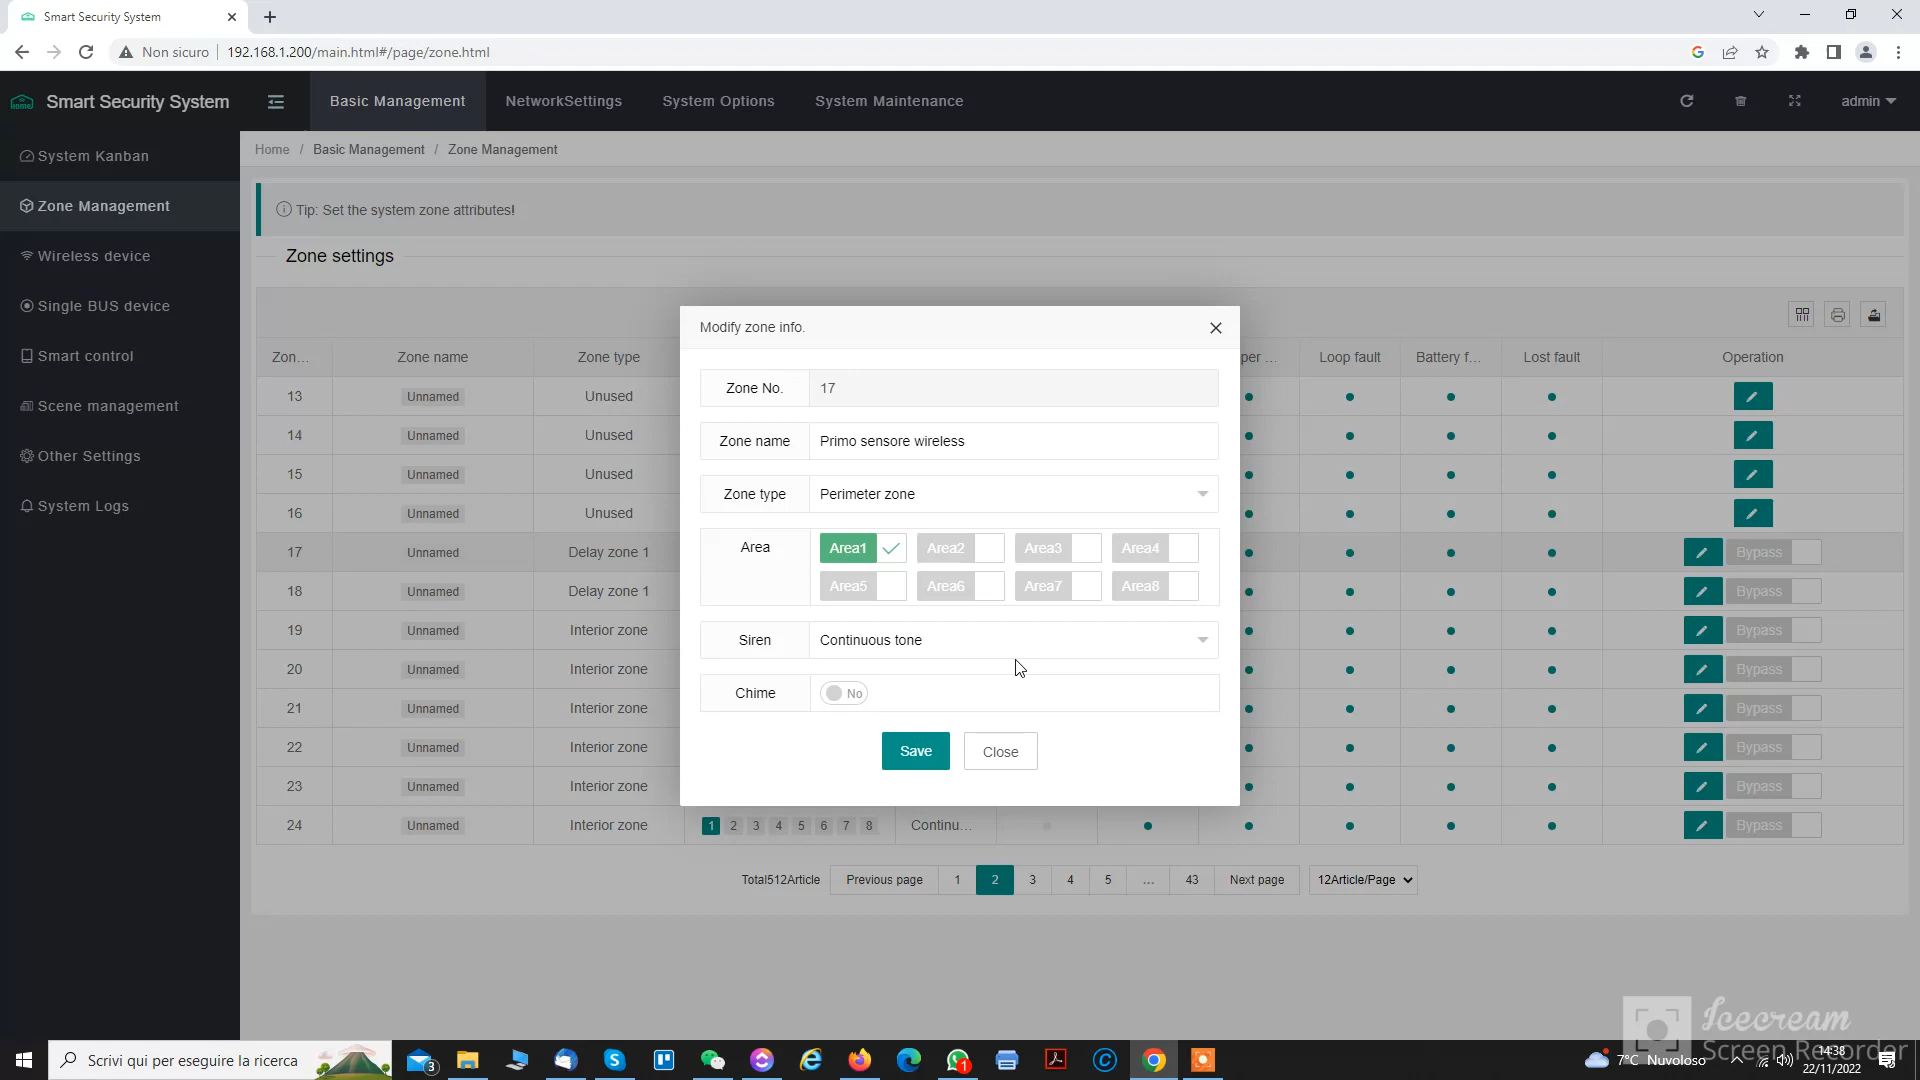 Smart Security System
Non sicuro 192.168.1.200/main.html#/page/zone.html
Smart Security System
Basic Management NetworkSettings System Options System Maintenance admin
System Kanban
Zone Management
Wireless device
Single BUS device
Smart control
Scene management
Other Settings
System Logs
Home / Basic Management / Zone Management
Tip: Set the system zone attributes!
Zone settings
Zon... Zone name Zone type per ... Loop fault Battery f... Lost fault Operation
13 Unnamed Unused
14 Unnamed Unused
15 Unnamed Unused
16 Unnamed Unused
17 Unnamed Delay zone 1 Bypass
18 Unnamed Delay zone 1 Bypass
19 Unnamed Interior zone Bypass
20 Unnamed Interior zone Bypass
21 Unnamed Interior zone Bypass
22 Unnamed Interior zone Bypass
23 Unnamed Interior zone Bypass
24 Unnamed Interior zone 1 2 3 4 5 6 7 8 Continu... Bypass
Modify zone info.
Zone No. 17
Zone name Primo sensore wireless
Zone type Perimeter zone
Area Area1 Area2 Area3 Area4
Area5 Area6 Area7 Area8
Siren Continuous tone
Chime No
Save Close
Total512Article Previous page 1 2 3 4 5 ... 43 Next page 12Article/Page
Icecream
Screen Recorder
Scrivi qui per eseguire la ricerca
3
1
7°C Nuvoloso
14:38
22/11/2022